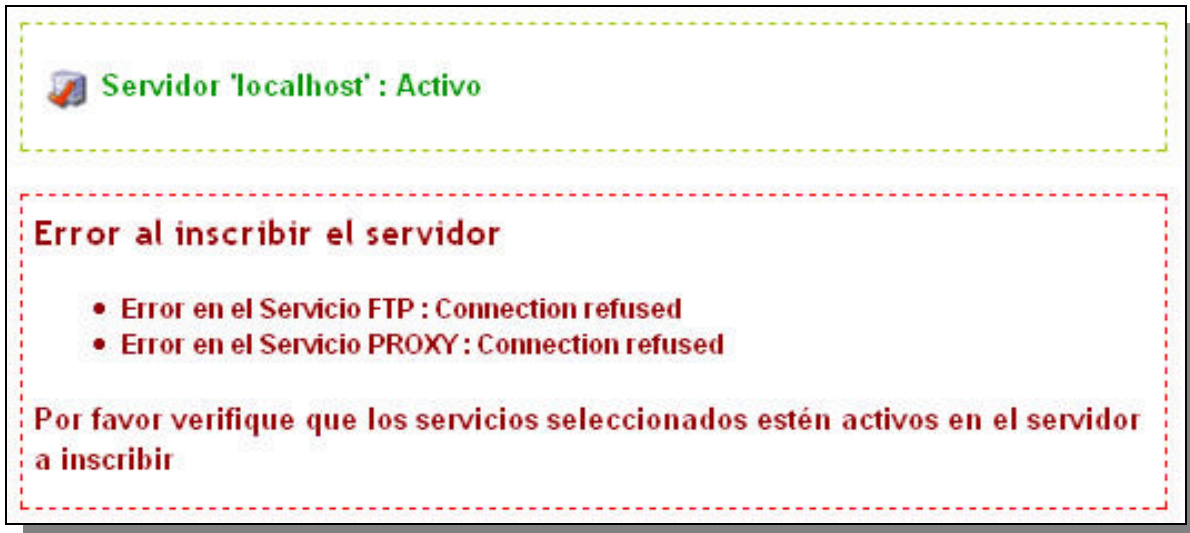 Servidor 'localhost' : Activo
Error al inscribir el servidor
• Error en el Servicio FTP : Connection refused
• Error en el Servicio PROXY : Connection refused
Por favor verifique que los servicios seleccionados estén activos en el servidor
a inscribir